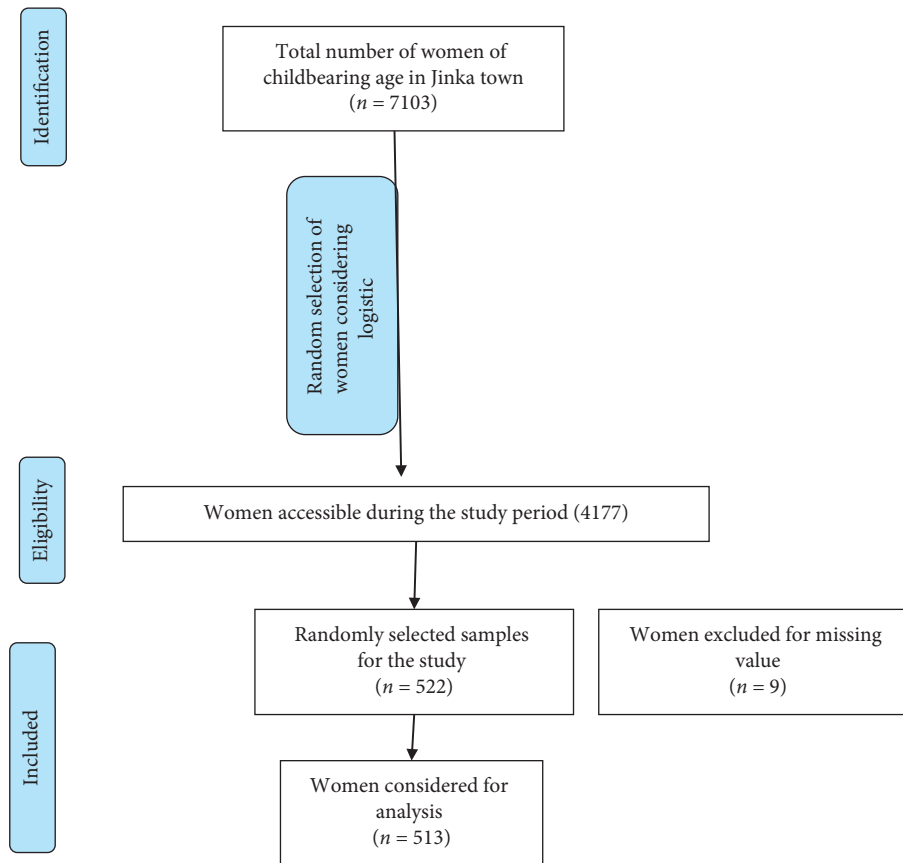 Identification
Total number of women of
childbearing age in Jinka town
(n = 7103)
Random selection of
women considering
logistic
Eligibility
Women accessible during the study period (4177)
Randomly selected samples
for the study
(n = 522)
Women excluded for missing
value
(n = 9)
Included
Women considered for
analysis
(n = 513)